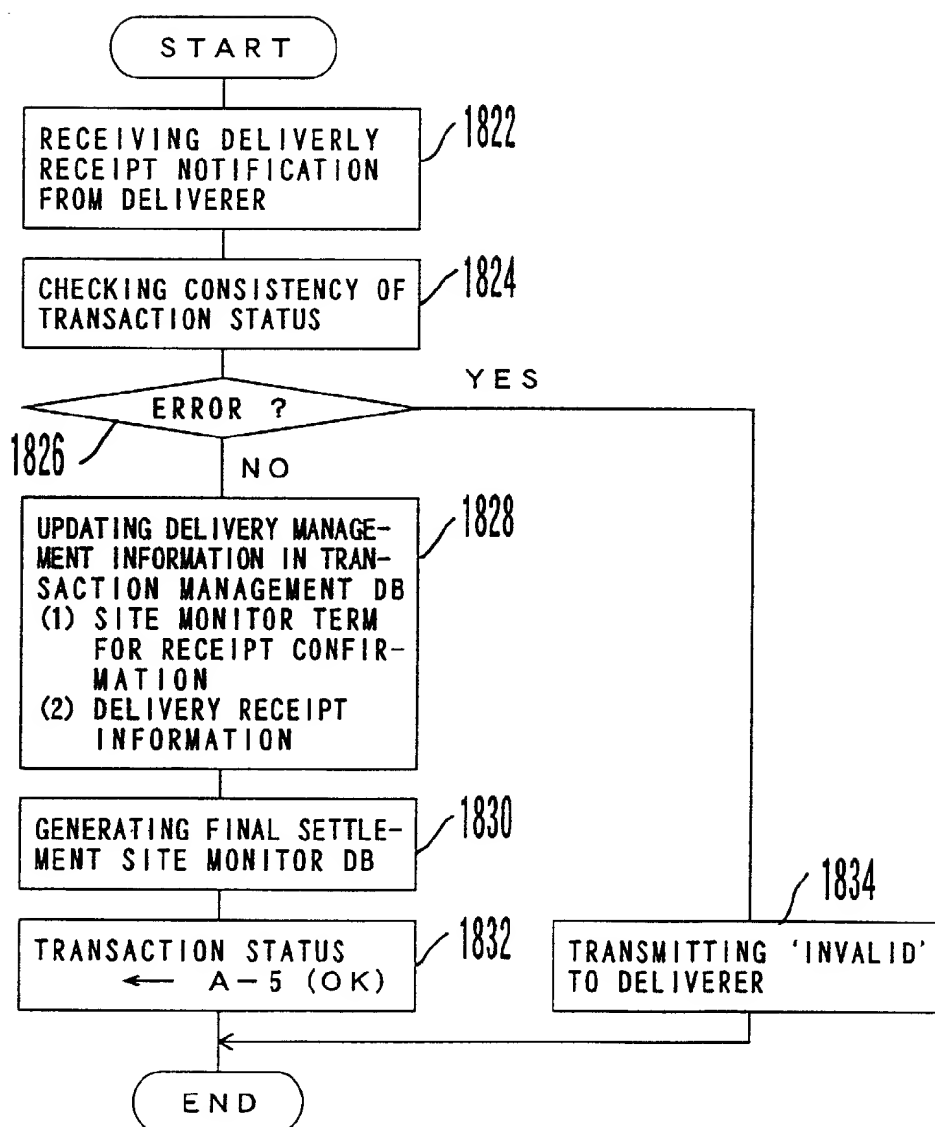 START
RECEIVING DELIVERLY
RECEIPT NOTIFICATION
FROM DELIVERER
1822
CHECKING CONSISTENCY OF
TRANSACTION STATUS
1824
ERROR ?
YES
1826
NO
UPDATING DELIVERY MANAGE-
MENT INFORMATION IN TRAN-
SACTION MANAGEMENT DB
(1) SITE MONITOR TERM
FOR RECEIPT CONFIR-
MATION
(2) DELIVERY RECEIPT
INFORMATION
1828
GENERATING FINAL SETTLE-
MENT SITE MONITOR DB
1830
TRANSACTION STATUS
← A-5 (OK)
1832
1834
TRANSMITTING 'INVALID'
TO DELIVERER
END